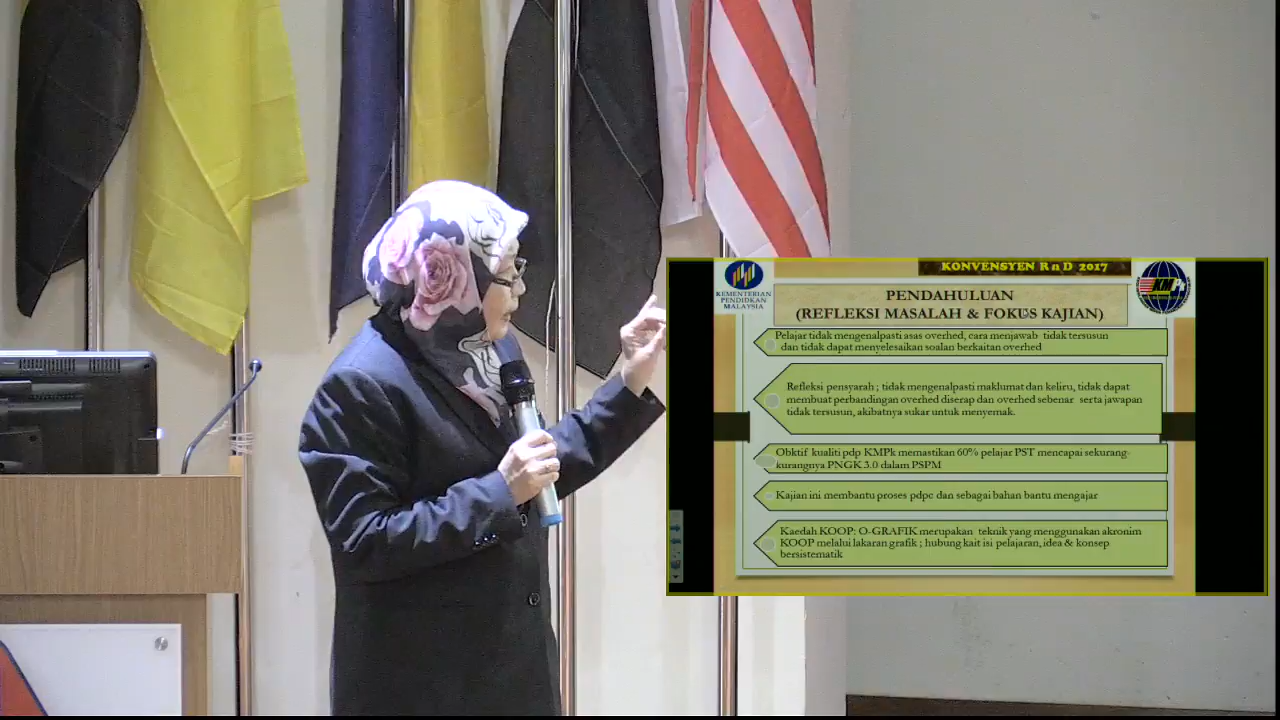 KONVENSYEN R n D 2017
KEMENTERIAN
PENDIDIKAN
MALAYSIA
PENDAHULUAN
(REFLEKSI MASALAH & FOKUS KAJIAN)
Pelajar tidak mengenalpasti asas overhed, cara menjawab tidak tersusun
dan tidak dapat menyelesaikan soalan berkaitan overhed
Refleksi pensyarah ; tidak mengenalpasti maklumat dan keliru, tidak dapat
membuat perbandingan overhed diserap dan overhed sebenar serta jawapan
tidak tersusun, akibatnya sukar untuk menyemak.
Obktif kualiti pdp KMPk memastikan 60% pelajar PST mencapai sekurang-
kurangnya PNGK 3.0 dalam PSPM
Kajian ini membantu proses pdpc dan sebagai bahan bantu mengajar
Kaedah KOOP: O-GRAFIK merupakan teknik yang menggunakan akronim
KOOP melalui lakaran grafik ; hubung kait isi pelajaran, idea & konsep
bersistematik